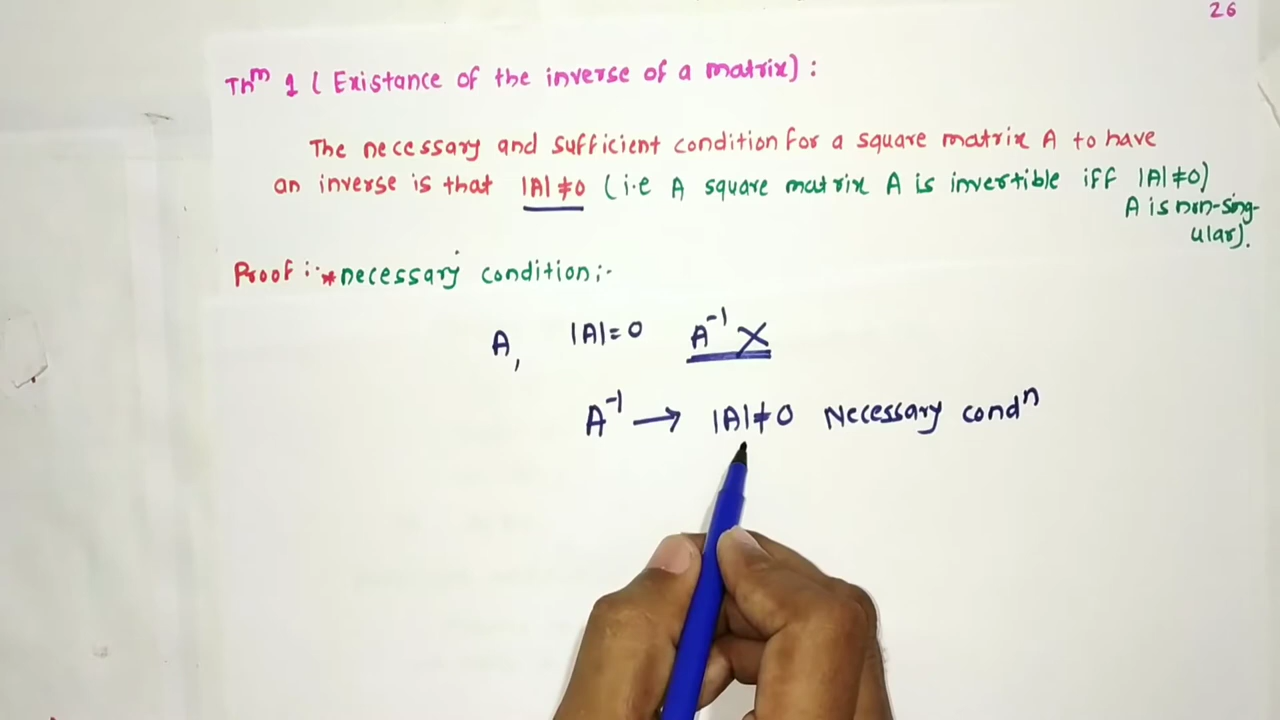 26
Thm 1 (Existance of the inverse of a matrix) :
The necessary and sufficient condition for a square matrix A to have
an inverse is that |A| ≠ 0 (i.e A square matrix A is invertible iff |A| ≠ 0)
A is non-sing-
ular).
Proof :- * necessary condition :-
A, |A| = 0 A⁻¹ X
A⁻¹ → |A| ≠ 0 Necessary condⁿ